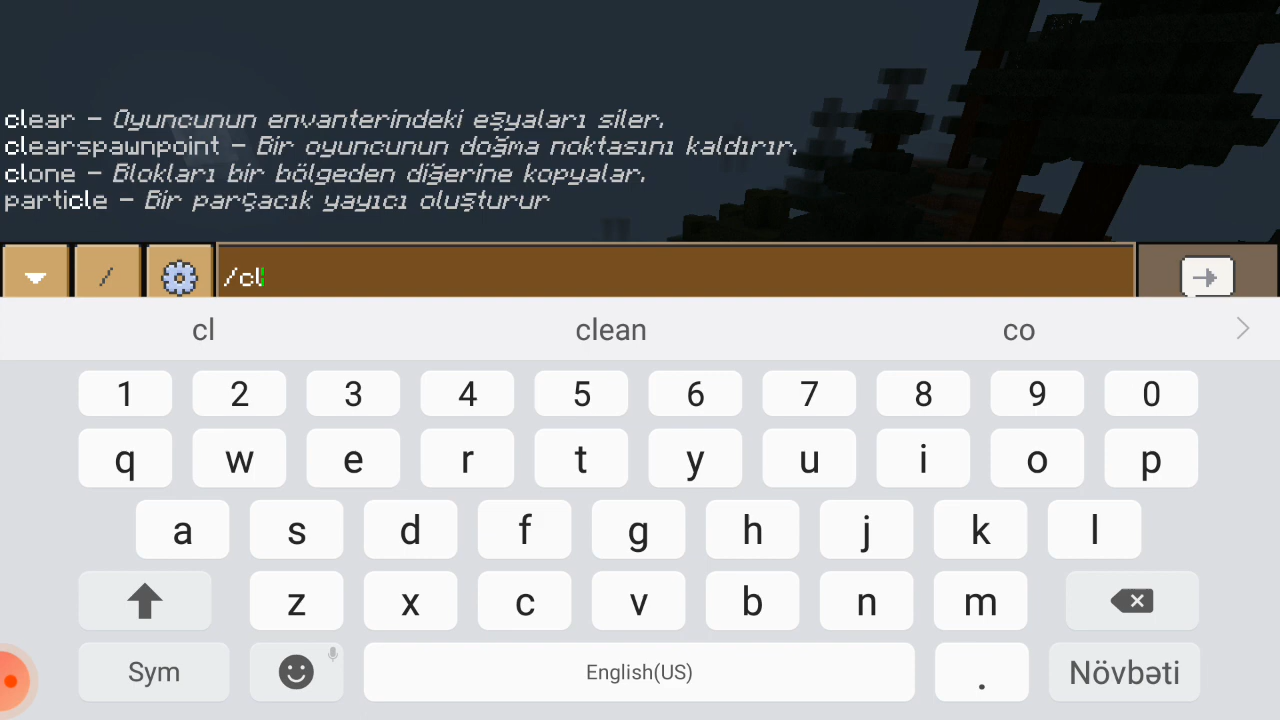 clear – Oyuncunun envanterindeki eşyaları siler.
clearspawnpoint – Bir oyuncunun doğma noktasını kaldırır.
clone – Blokları bir bölgeden diğerine kopyalar.
particle – Bir parçacık yayıcı oluşturur
/ /cl
cl clean co
1 2 3 4 5 6 7 8 9 0
q w e r t y u i o p
a s d f g h j k l
z x c v b n m
Sym English(US) . Növbəti